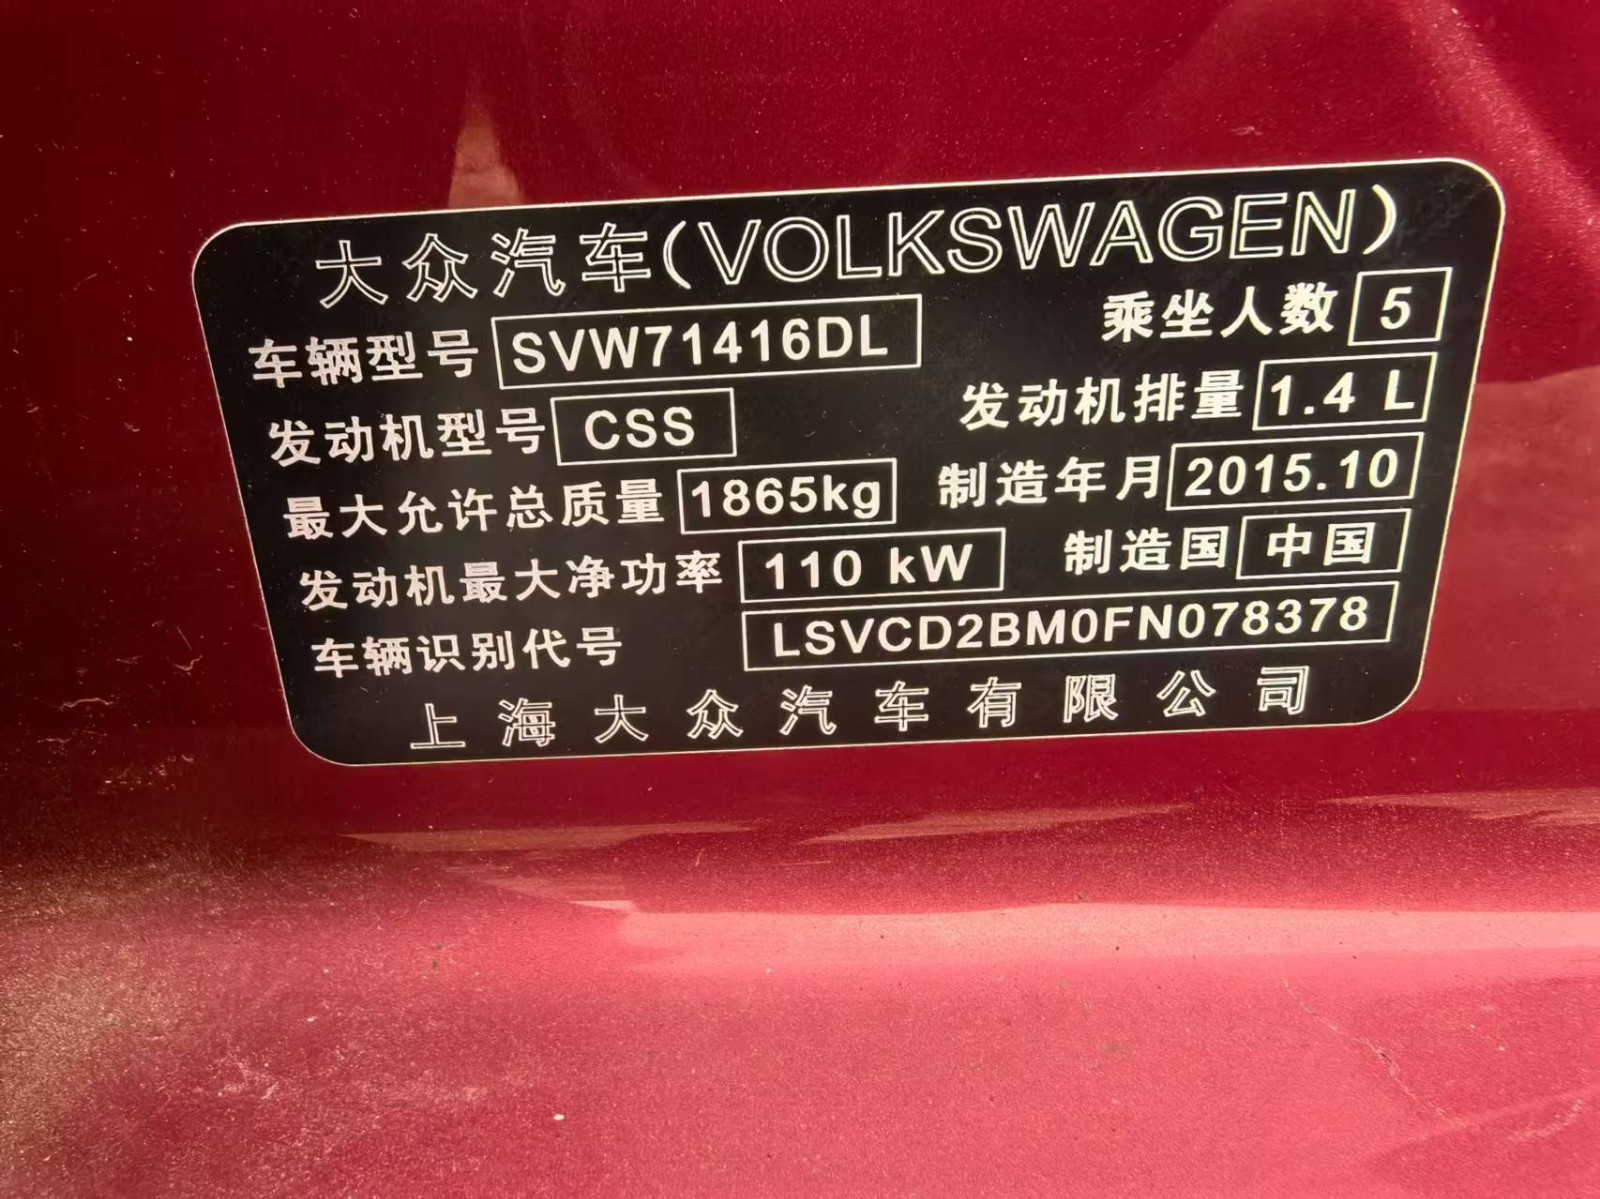 大众汽车(VOLKSWAGEN)
车辆型号 SVW71416DL 乘坐人数 5
发动机型号 CSS 发动机排量 1.4 L
最大允许总质量 1865kg 制造年月 2015.10
发动机最大净功率 110 kW 制造国 中国
车辆识别代号 LSVCD2BM0FN078378
上海大众汽车有限公司